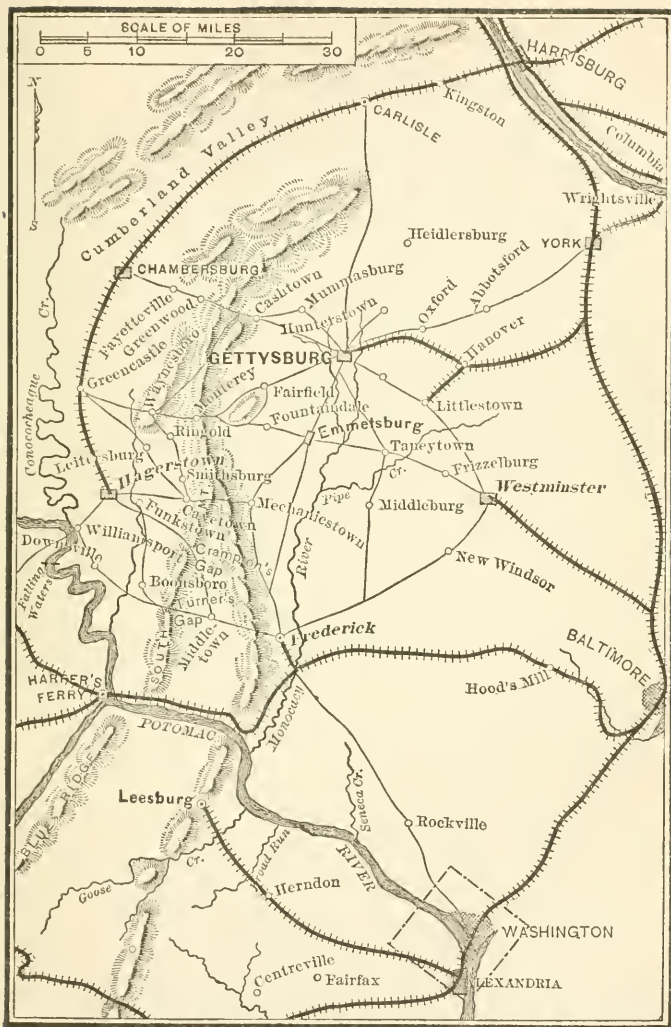 SCALE OF MILES
0 5 10 15 20 25 30
N
S
HARRISBURG
Kingston
CARLISLE
Columbia
Cumberland Valley
Wrightsville
Heidlersburg
YORK
CHAMBERSBURG
Mummasburg
Cashtown
Fayetteville
Greenwood
Hunterstown
Oxford
Abbotsford
Hanover
Greencastle
GETTYSBURG
Waynesboro
Monterey
Fairfield
Conococheague
Cr.
Fountaindale
Littlestown
Ringold
Emmetsburg
Taneytown
Leitersburg
Cr.
Frizzelburg
Hagerstown
Smithsburg
Pipe
Westminster
MT.
Cavetown
Mechanicstown
Middleburg
Funkstown
Williamsport
Downsville
Crampton's
Gap
River
New Windsor
Falling
Waters
Boonsboro
Turner's
Gap
Middletown
Frederick
SOUTH
BALTIMORE
HARPER'S
FERRY
Hood's Mill
Monocacy
POTOMAC
BLUE RIDGE
Leesburg
Seneca Cr.
Rockville
Goose
Cr.
road Run
RIVER
Herndon
WASHINGTON
Centreville
Fairfax
LEXANDRIA